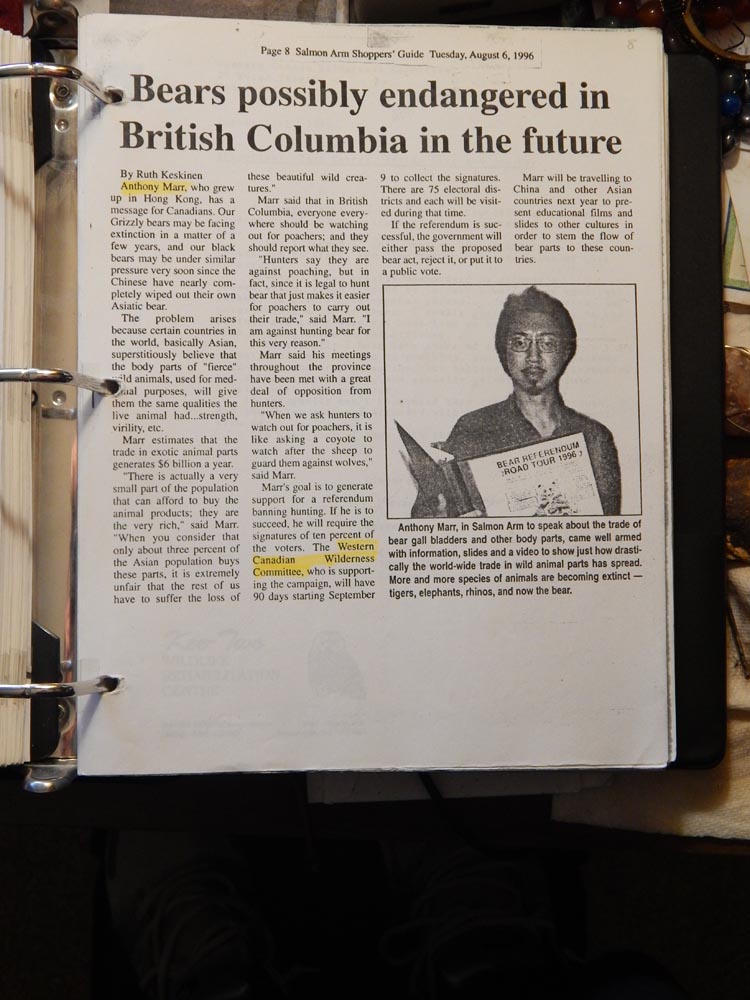 Page 8 Salmon Arm Shoppers' Guide Tuesday, August 6, 1996
8
Bears possibly endangered in
British Columbia in the future
By Ruth Keskinen
Anthony Marr, who grew
up in Hong Kong, has a
message for Canadians. Our
Grizzly bears may be facing
extinction in a matter of a
few years, and our black
bears may be under similar
pressure very soon since the
Chinese have nearly com-
pletely wiped out their own
Asiatic bear.
The problem arises
because certain countries in
the world, basically Asian,
superstitiously believe that
the body parts of "fierce"
wild animals, used for med-
icinal purposes, will give
them the same qualities the
live animal had...strength,
virility, etc.
Marr estimates that the
trade in exotic animal parts
generates $6 billion a year.
"There is actually a very
small part of the population
that can afford to buy the
animal products; they are
the very rich," said Marr.
"When you consider that
only about three percent of
the Asian population buys
these parts, it is extremely
unfair that the rest of us
have to suffer the loss of
these beautiful wild crea-
tures."
Marr said that in British
Columbia, everyone every-
where should be watching
out for poachers; and they
should report what they see.
"Hunters say they are
against poaching, but in
fact, since it is legal to hunt
bear that just makes it easier
for poachers to carry out
their trade," said Marr. "I
am against hunting bear for
this very reason."
Marr said his meetings
throughout the province
have been met with a great
deal of opposition from
hunters.
"When we ask hunters to
watch out for poachers, it is
like asking a coyote to
watch after the sheep to
guard them against wolves,"
said Marr.
Marr's goal is to generate
support for a referendum
banning hunting. If he is to
succeed, he will require the
signatures of ten percent of
the voters. The Western
Canadian Wilderness
Committee, who is support-
ing the campaign, will have
90 days starting September
9 to collect the signatures.
There are 75 electoral dis-
tricts and each will be visit-
ed during that time.
If the referendum is suc-
cessful, the government will
either pass the proposed
bear act, reject it, or put it to
a public vote.
Marr will be travelling to
China and other Asian
countries next year to pre-
sent educational films and
slides to other cultures in
order to stem the flow of
bear parts to these coun-
tries.
BEAR REFERENDUM
ROAD TOUR 1996
Anthony Marr, in Salmon Arm to speak about the trade of
bear gall bladders and other body parts, came well armed
with information, slides and a video to show just how drasti-
cally the world-wide trade in wild animal parts has spread.
More and more species of animals are becoming extinct —
tigers, elephants, rhinos, and now the bear.